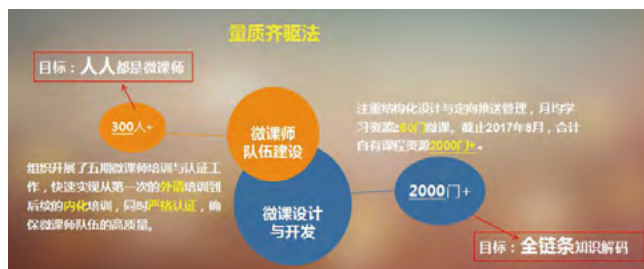 量质齐驱法
目标：人人都是微课师
300人+
微课师
队伍建设
组织开展了五期微课师培训与认证工
作，快速实现从第一次的外请培训到
后续的内化培训，同时严格认证，确
保微课师队伍的高质量。
注重结构化设计与定向推送管理，月均学
习资源≥80门微课。截止2017年8月，合计
自有课程资源2000门+。
微课设计
与开发
2000门+
目标：全链条知识解码